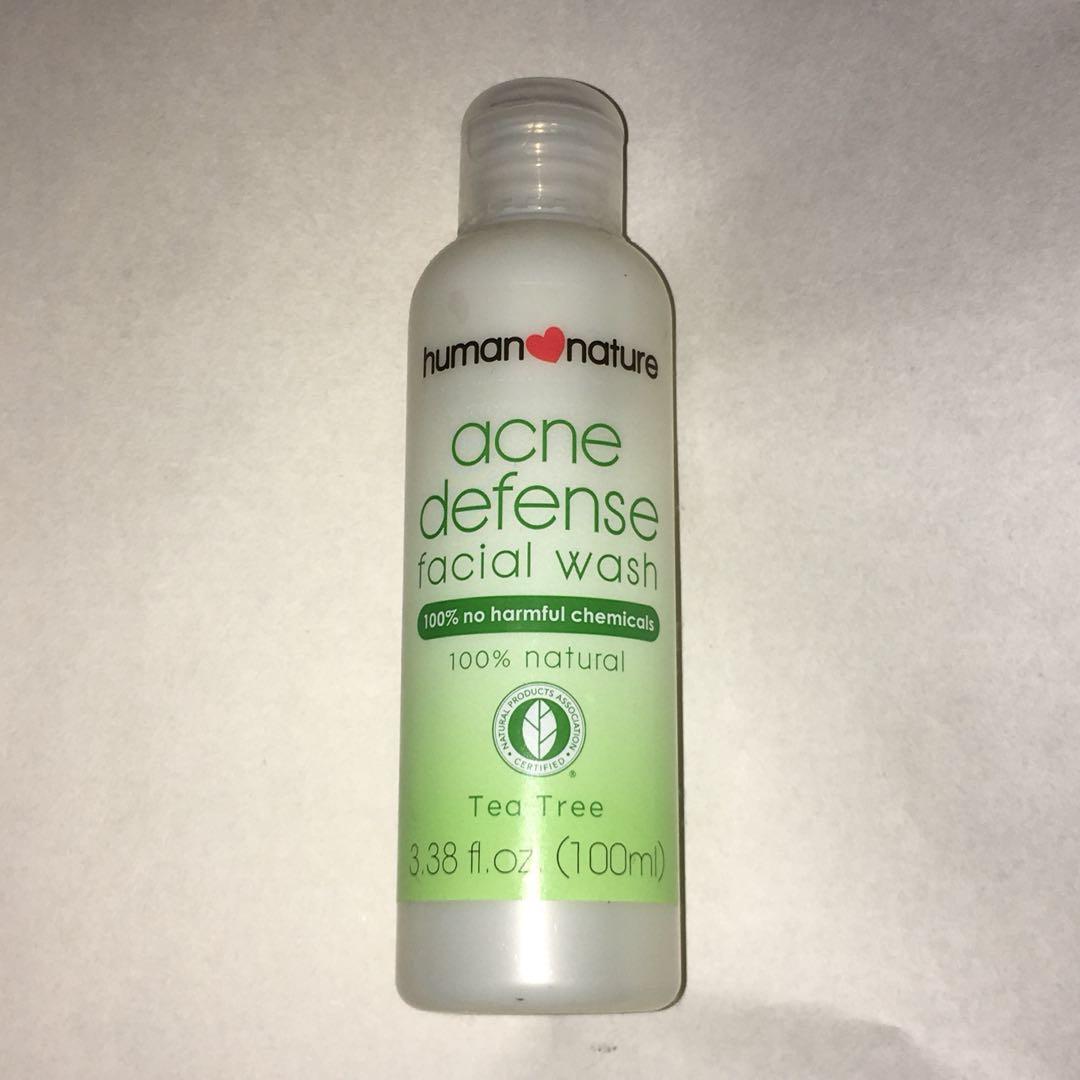 human nature
acne
defense
facial wash
100% no harmful chemicals
100% natural
NATURAL PRODUCTS ASSOCIATION
• CERTIFIED •
®
Tea Tree
3.38 fl.oz. (100ml)